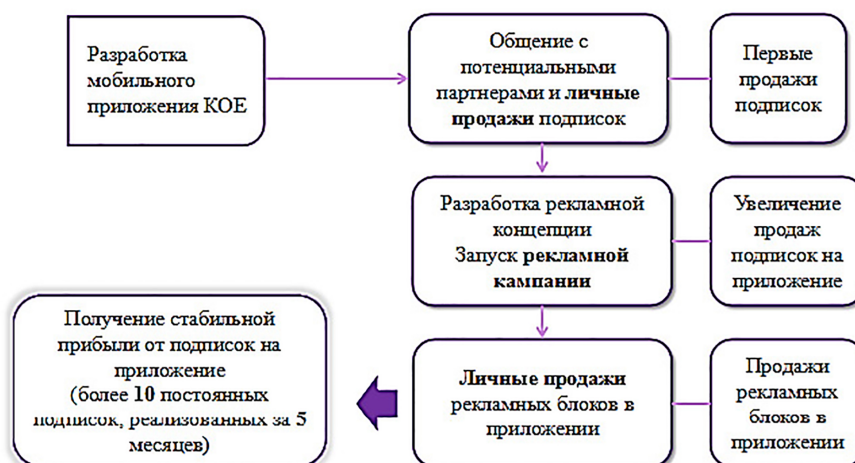 Разработка
мобильного
приложения КОЕ
Общение с
потенциальными
партнерами и личные
продажи подписок
Первые
продажи
подписок
Разработка рекламной
концепции
Запуск рекламной
кампании
Увеличение
продаж
подписок на
приложение
Получение стабильной
прибыли от подписок на
приложение
(более 10 постоянных
подписок, реализованных за 5
месяцев)
Личные продажи
рекламных блоков в
приложении
Продажи
рекламных
блоков в
приложении